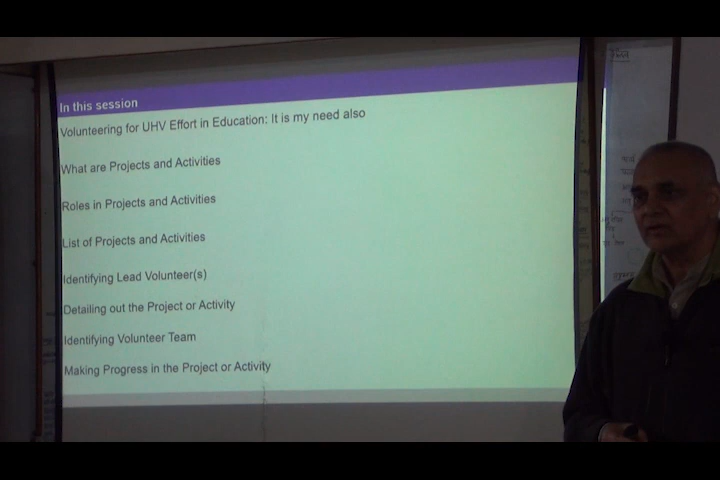 In this session
Volunteering for UHV Effort in Education: It is my need also
What are Projects and Activities
Roles in Projects and Activities
List of Projects and Activities
Identifying Lead Volunteer(s)
Detailing out the Project or Activity
Identifying Volunteer Team
Making Progress in the Project or Activity